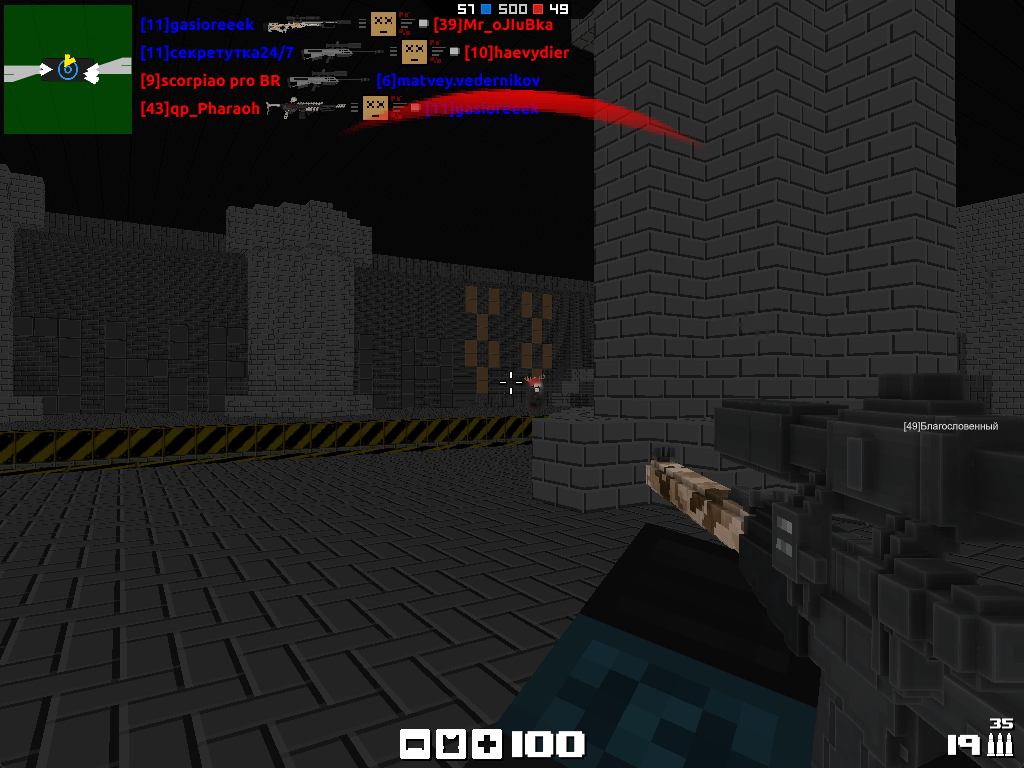 57 500 49
[11]gasioreeek [39]Mr_oJIuBka
[11]секретутка24/7 [10]haevydier
[9]scorpiao pro BR [6]matvey.vedernikov
[43]qp_Pharaoh [11]gasioreeek
[49]Благословенный
100
35
19